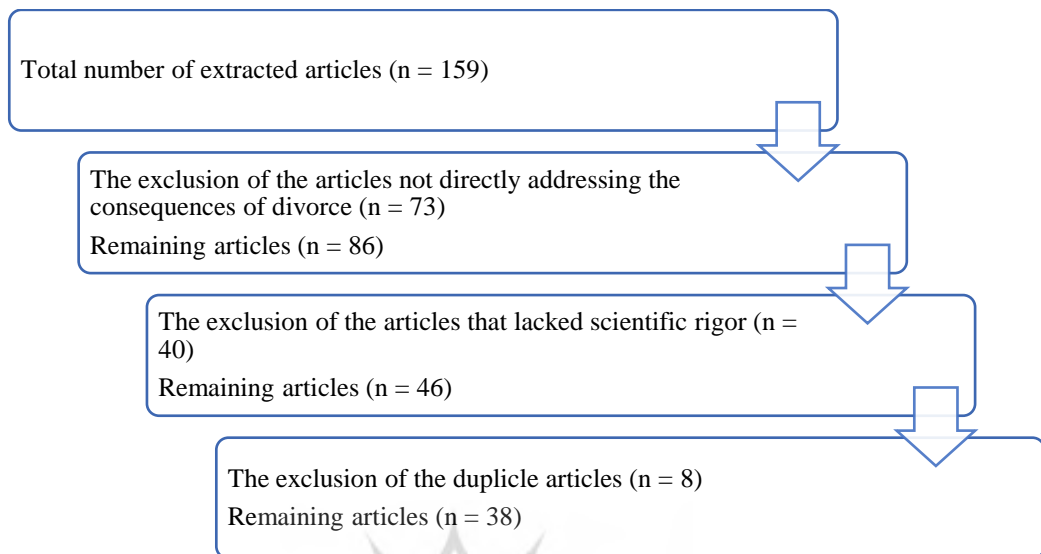 Total number of extracted articles (n = 159)
The exclusion of the articles not directly addressing the
consequences of divorce (n = 73)
Remaining articles (n = 86)
The exclusion of the articles that lacked scientific rigor (n =
40)
Remaining articles (n = 46)
The exclusion of the duplicle articles (n = 8)
Remaining articles (n = 38)